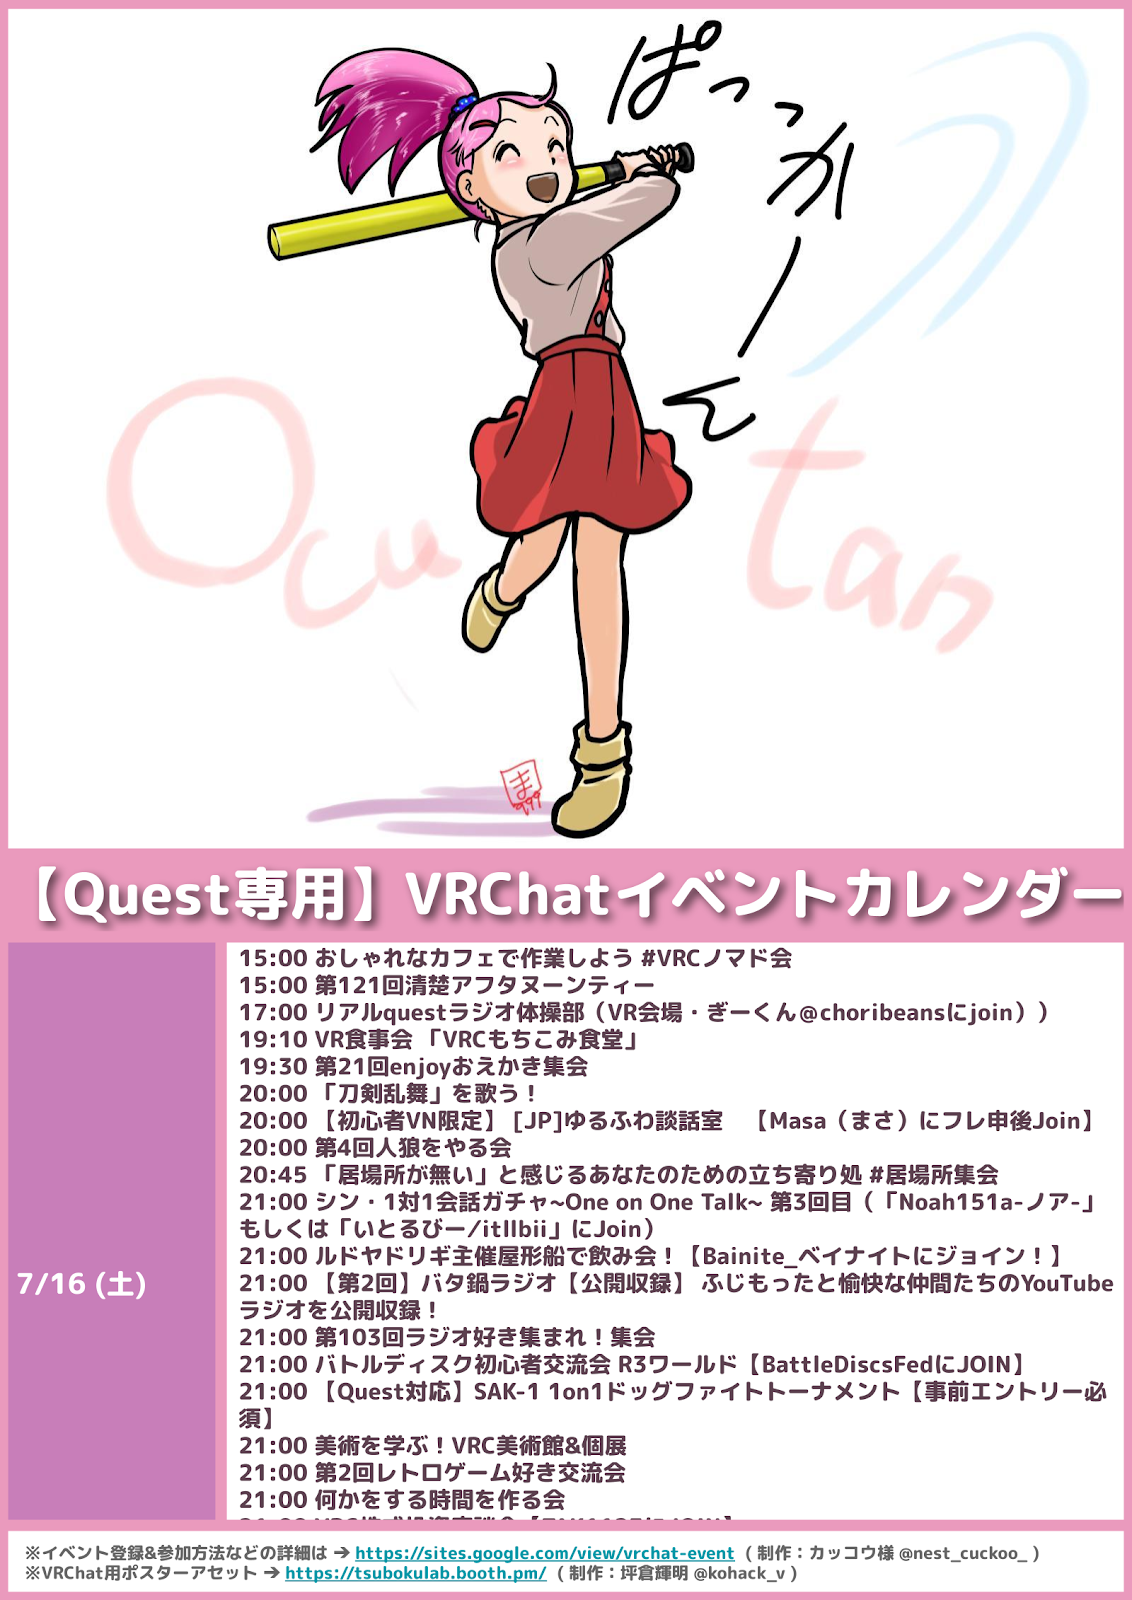 ぱっっかーん
Ocu tan
ま
999
【Quest専用】VRChatイベントカレンダー
7/16 (土)
15:00 おしゃれなカフェで作業しよう #VRCノマド会
15:00 第121回清楚アフタヌーンティー
17:00 リアルquestラジオ体操部（VR会場・ぎーくん＠choribeansにjoin））
19:10 VR食事会 「VRCもちこみ食堂」
19:30 第21回enjoyおえかき集会
20:00 「刀剣乱舞」を歌う！
20:00 【初心者VN限定】 [JP]ゆるふわ談話室　【Masa（まさ）にフレ申後Join】
20:00 第4回人狼をやる会
20:45 「居場所が無い」と感じるあなたのための立ち寄り処 #居場所集会
21:00 シン・1対1会話ガチャ~One on One Talk~ 第3回目（「Noah151a-ノア-」
もしくは「いとるびー/itllbii」にJoin）
21:00 ルドヤドリギ主催屋形船で飲み会！【Bainite_ベイナイトにジョイン！】
21:00 【第2回】バタ鍋ラジオ【公開収録】 ふじもったと愉快な仲間たちのYouTube
ラジオを公開収録！
21:00 第103回ラジオ好き集まれ！集会
21:00 バトルディスク初心者交流会 R3ワールド【BattleDiscsFedにJOIN】
21:00 【Quest対応】SAK-1 1on1ドッグファイトトーナメント【事前エントリー必
須】
21:00 美術を学ぶ！VRC美術館&個展
21:00 第2回レトロゲーム好き交流会
21:00 何かをする時間を作る会
※イベント登録&参加方法などの詳細は ➔ https://sites.google.com/view/vrchat-event （ 制作：カッコウ様 @nest_cuckoo_ ）
※VRChat用ポスターアセット ➔ https://tsubokulab.booth.pm/ （ 制作：坪倉輝明 @kohack_v ）